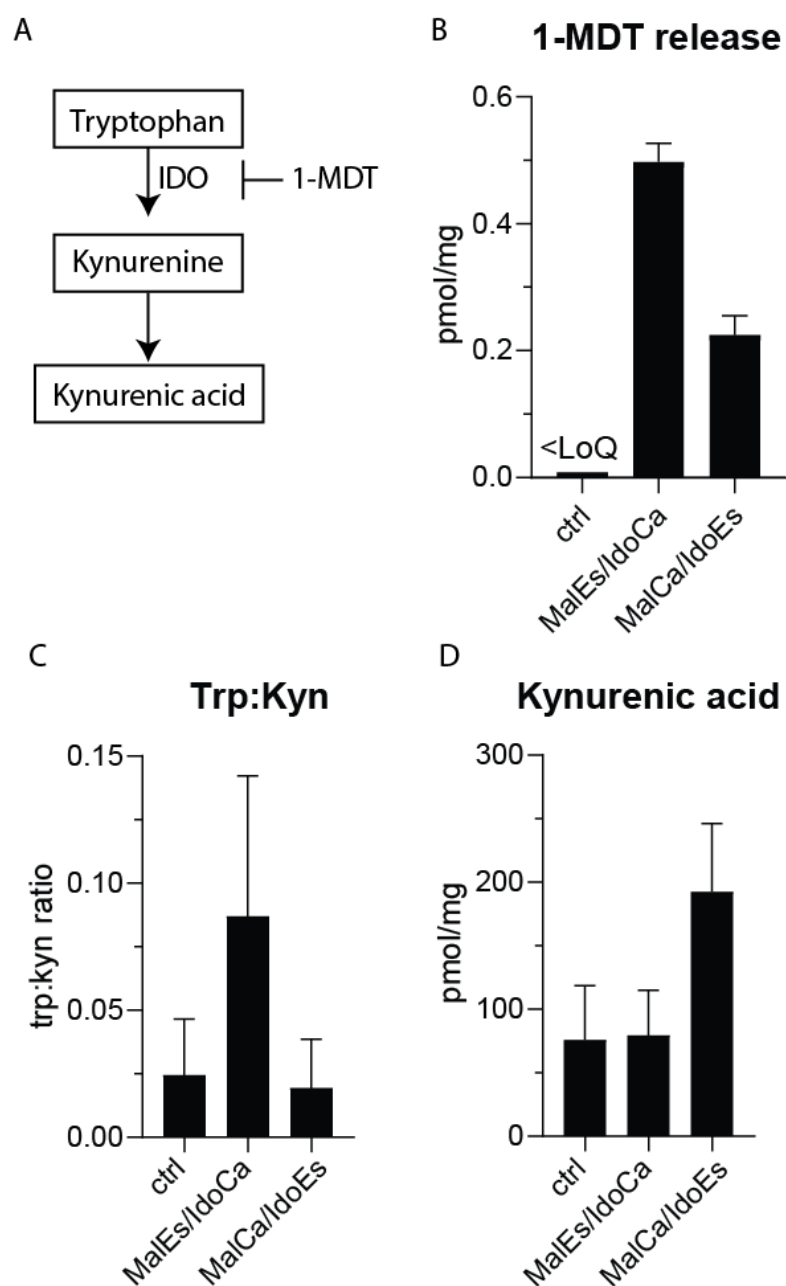 A
Tryptophan
IDO
1-MDT
Kynurenine
Kynurenic acid
B
1-MDT release
pmol/mg
0.6
0.4
0.2
0.0
<LoQ
ctrl
MalEs/IdoCa
MalCa/IdoEs
C
Trp:Kyn
trp:kyn ratio
0.15
0.10
0.05
0.00
ctrl
MalEs/IdoCa
MalCa/IdoEs
D
Kynurenic acid
pmol/mg
300
200
100
0
ctrl
MalEs/IdoCa
MalCa/IdoEs